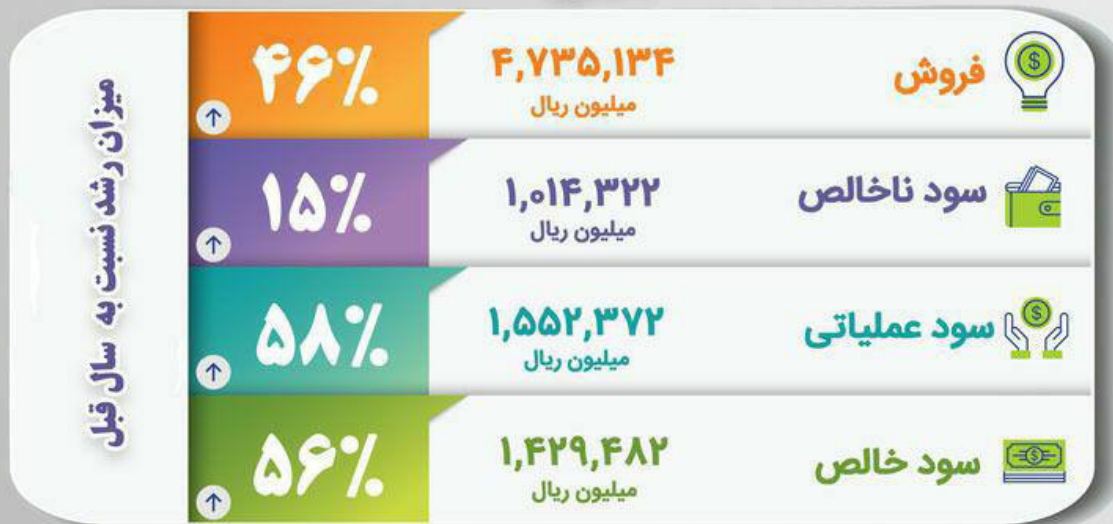 فروش
۴,۷۳۵,۱۳۴
میلیون ریال
۴۶%
سود ناخالص
۱,۰۱۴,۳۲۲
میلیون ریال
۱۵%
سود عملیاتی
۱,۵۵۲,۳۷۲
میلیون ریال
۵۸%
سود خالص
۱,۴۲۹,۴۸۲
میلیون ریال
۵۶%
میزان رشد نسبت به سال قبل